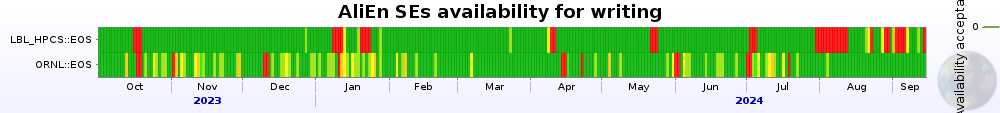 AliEn SEs availability for writing
LBL_HPCS::EOS
ORNL::EOS
Oct Nov Dec Jan Feb Mar Apr May Jun Jul Aug Sep
2023 2024
0
Availability accepta